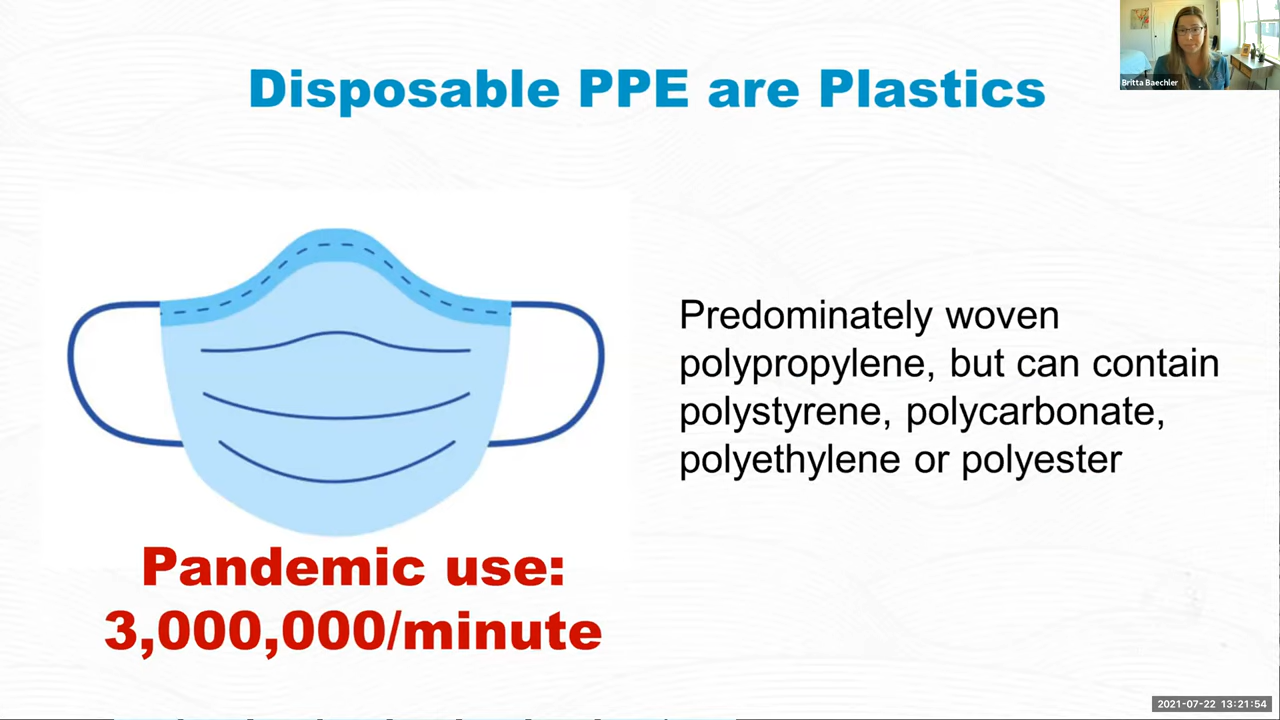 Disposable PPE are Plastics
Britta Baechler
Predominately woven
polypropylene, but can contain
polystyrene, polycarbonate,
polyethylene or polyester
Pandemic use:
3,000,000/minute
2021-07-22 13:21:54